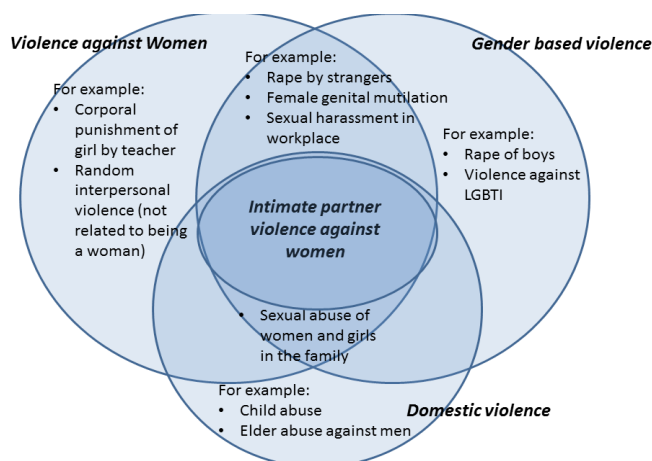 Violence against Women
For example:
• Corporal
punishment of
girl by teacher
• Random
interpersonal
violence (not
related to being
a woman)
For example:
• Rape by strangers
• Female genital mutilation
• Sexual harassment in
workplace
Gender based violence
For example:
• Rape of boys
• Violence against
LGBTI
Intimate partner
violence against
women
• Sexual abuse of
women and girls
in the family
For example:
• Child abuse
• Elder abuse against men
Domestic violence